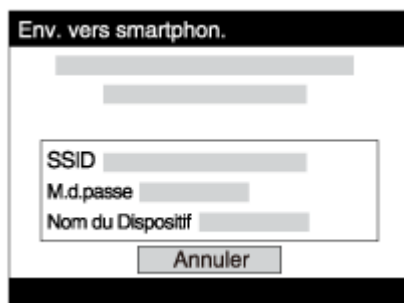 Env. vers smartphon.
SSID
M.d.passe
Nom du Dispositif
Annuler